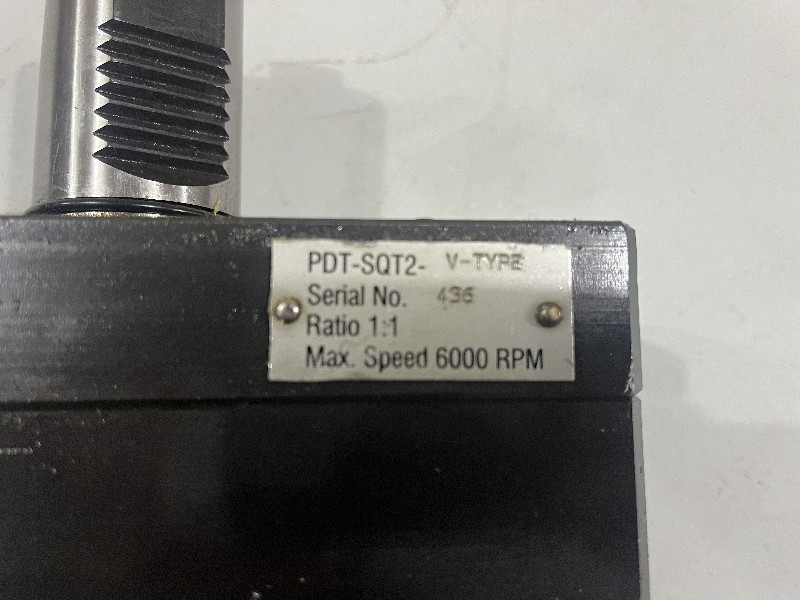 PDT-SQT2- V-TYPE
Serial No. 436
Ratio 1:1
Max. Speed 6000 RPM